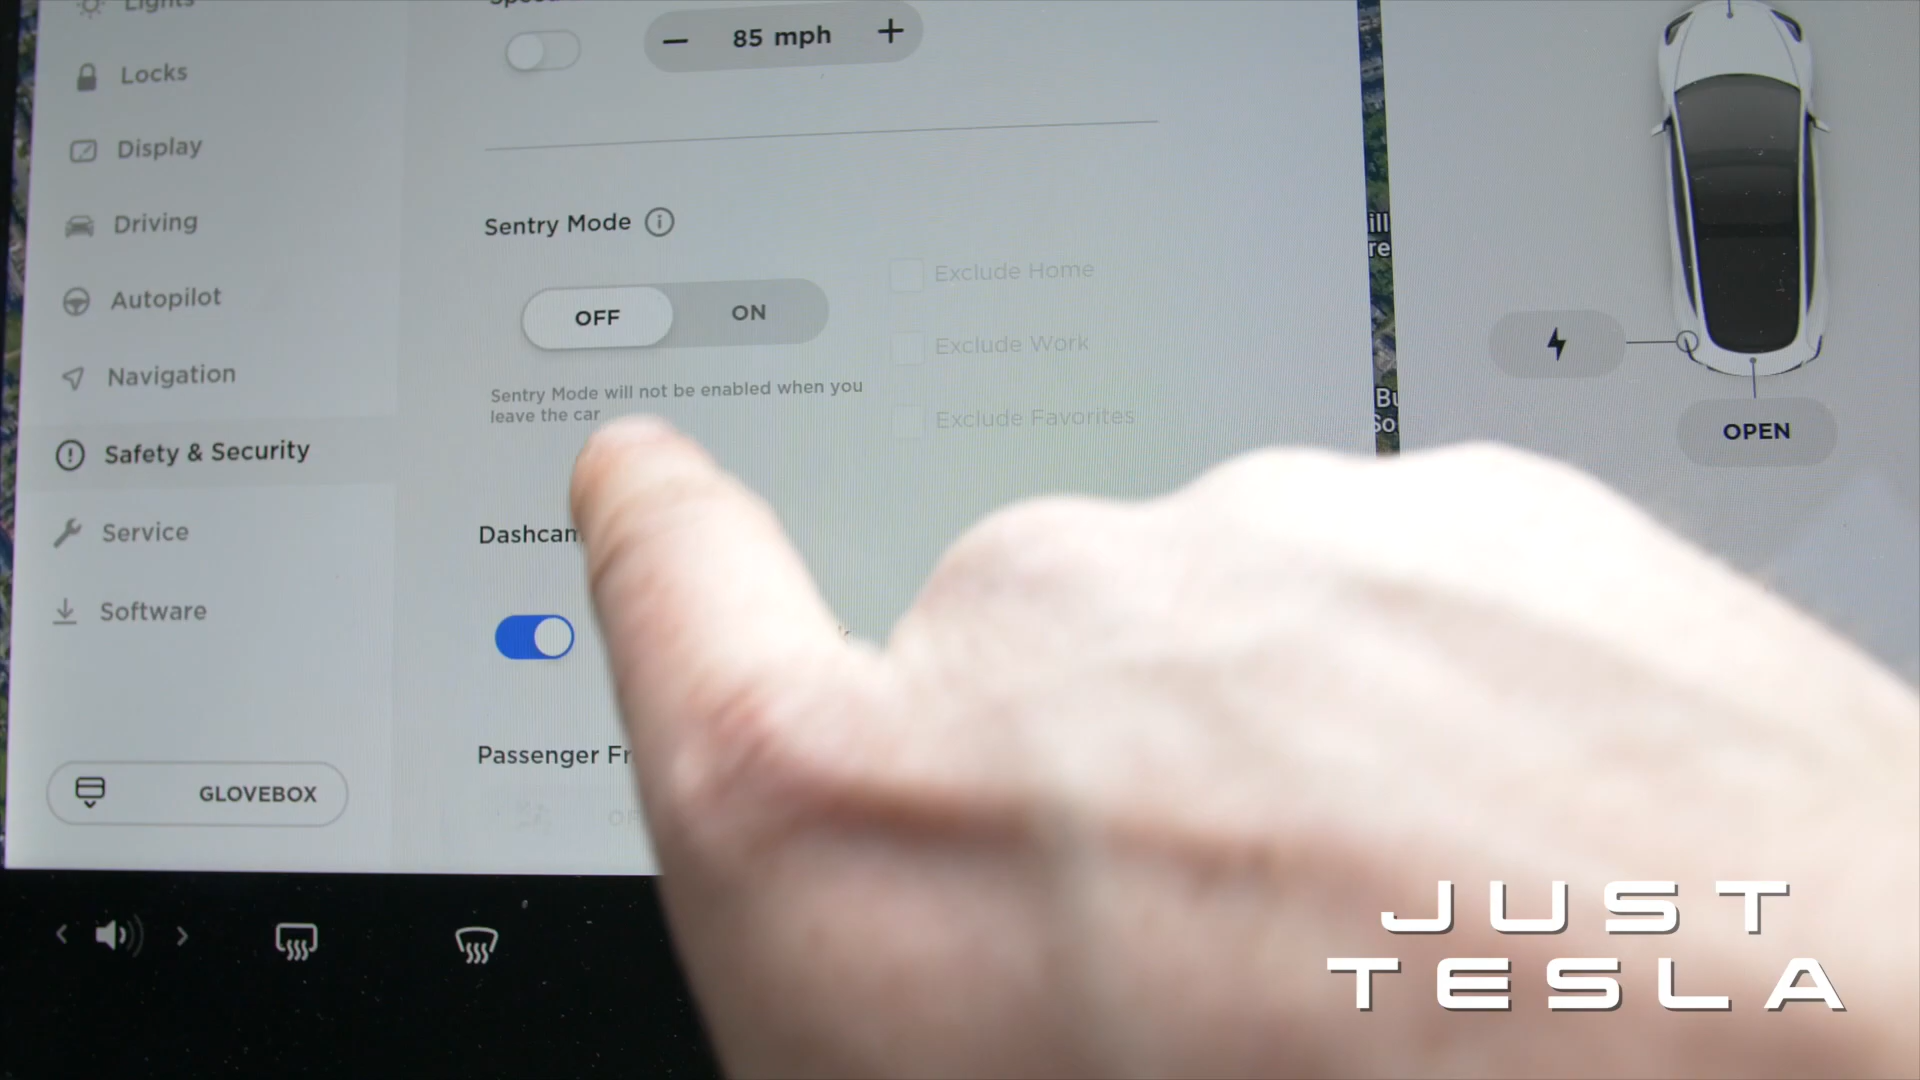 Lights
Locks
Display
Driving
Autopilot
Navigation
Safety & Security
Service
Software
GLOVEBOX
85 mph
Sentry Mode
OFF ON
Sentry Mode will not be enabled when you
leave the car
Exclude Home
Exclude Work
Exclude Favorites
Dashcam
Passenger Fr
OPEN
JUST
TESLA